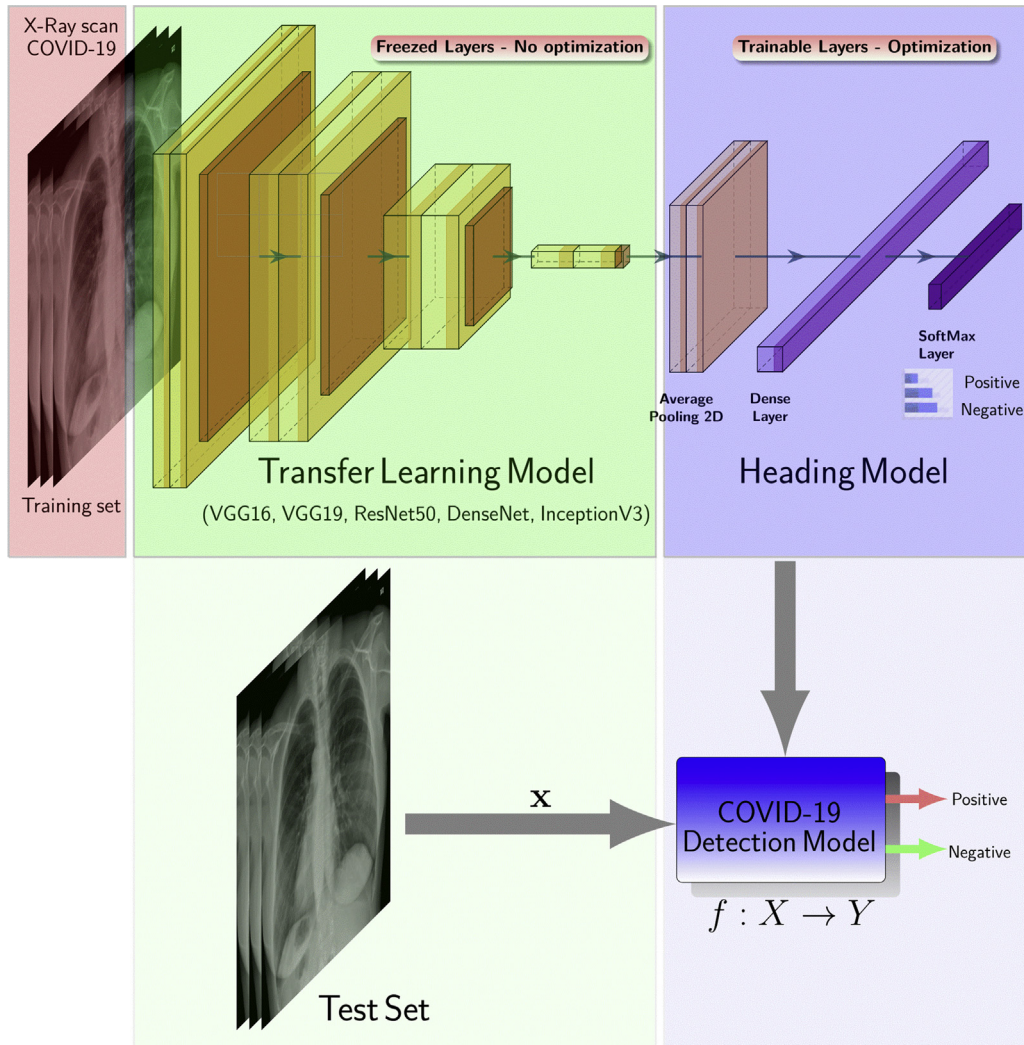 X-Ray scan
COVID-19
Freezed Layers - No optimization
Trainable Layers - Optimization
SoftMax
Layer
Positive
Negative
Average
Pooling 2D
Dense
Layer
Training set
Transfer Learning Model
(VGG16, VGG19, ResNet50, DenseNet, InceptionV3)
Heading Model
x
COVID-19
Detection Model
Positive
Negative
f : X → Y
Test Set